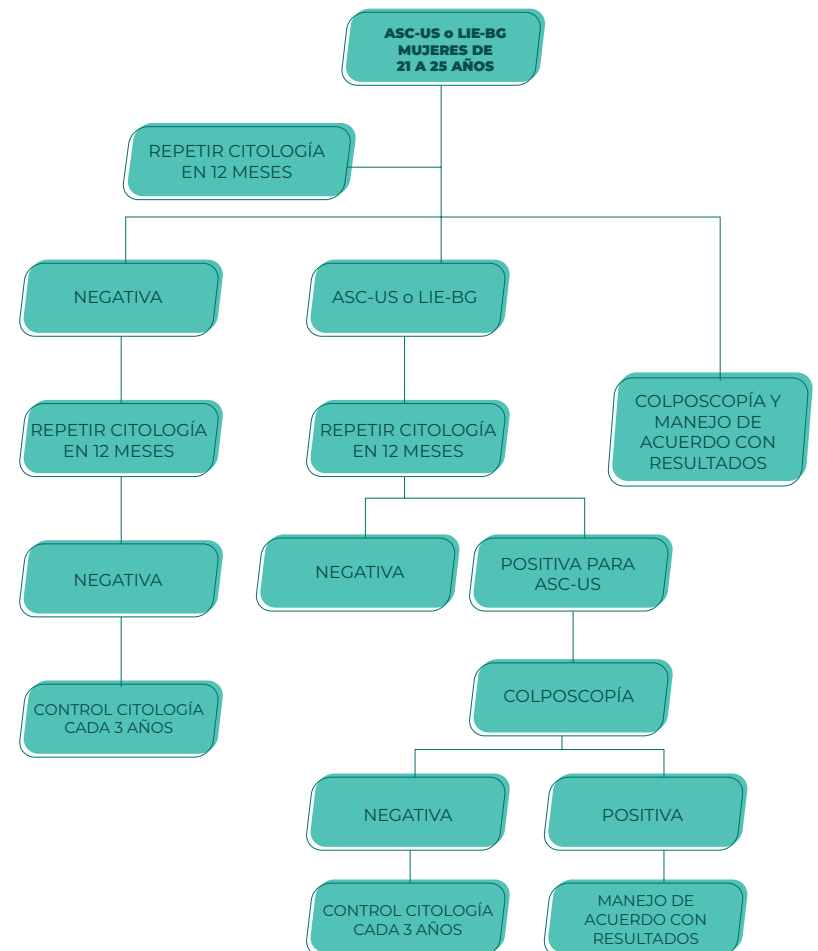 ASC-US o LIE-BG
MUJERES DE
21 A 25 AÑOS
REPETIR CITOLOGÍA
EN 12 MESES
NEGATIVA
ASC-US o LIE-BG
COLPOSCOPÍA Y
MANEJO DE
ACUERDO CON
RESULTADOS
REPETIR CITOLOGÍA
EN 12 MESES
REPETIR CITOLOGÍA
EN 12 MESES
NEGATIVA
NEGATIVA
POSITIVA PARA
ASC-US
CONTROL CITOLOGÍA
CADA 3 AÑOS
COLPOSCOPÍA
NEGATIVA
POSITIVA
CONTROL CITOLOGÍA
CADA 3 AÑOS
MANEJO DE
ACUERDO CON
RESULTADOS